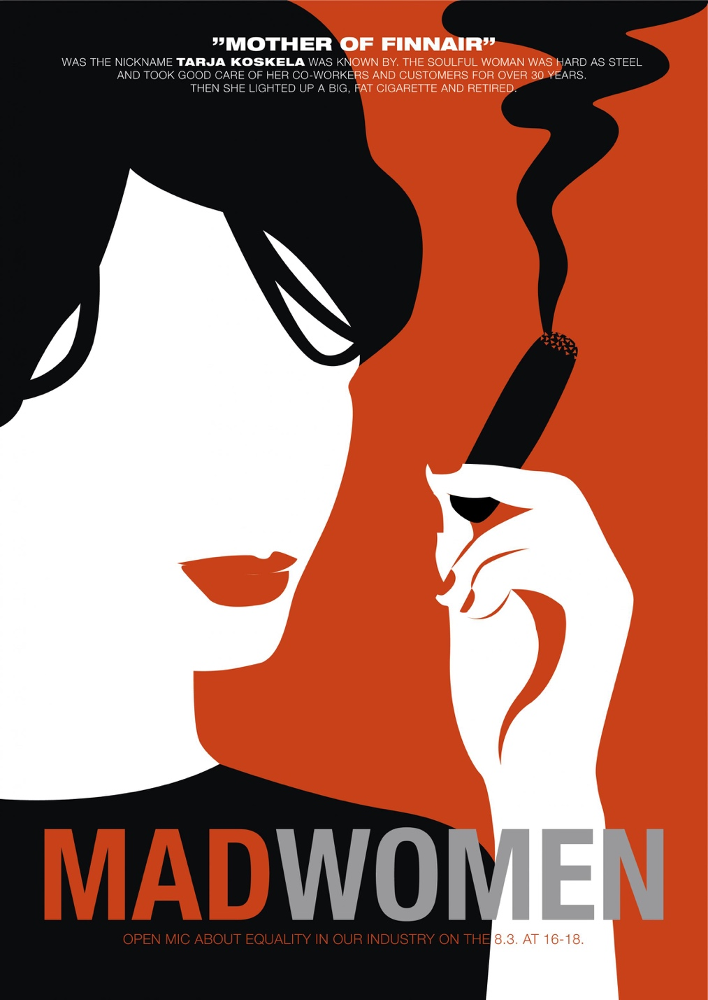 ”MOTHER OF FINNAIR”
WAS THE NICKNAME TARJA KOSKELA WAS KNOWN BY. THE SOULFUL WOMAN WAS HARD AS STEEL
AND TOOK GOOD CARE OF HER CO-WORKERS AND CUSTOMERS FOR OVER 30 YEARS.
THEN SHE LIGHTED UP A BIG, FAT CIGARETTE AND RETIRED.
MADWOMEN
OPEN MIC ABOUT EQUALITY IN OUR INDUSTRY ON THE 8.3. AT 16-18.